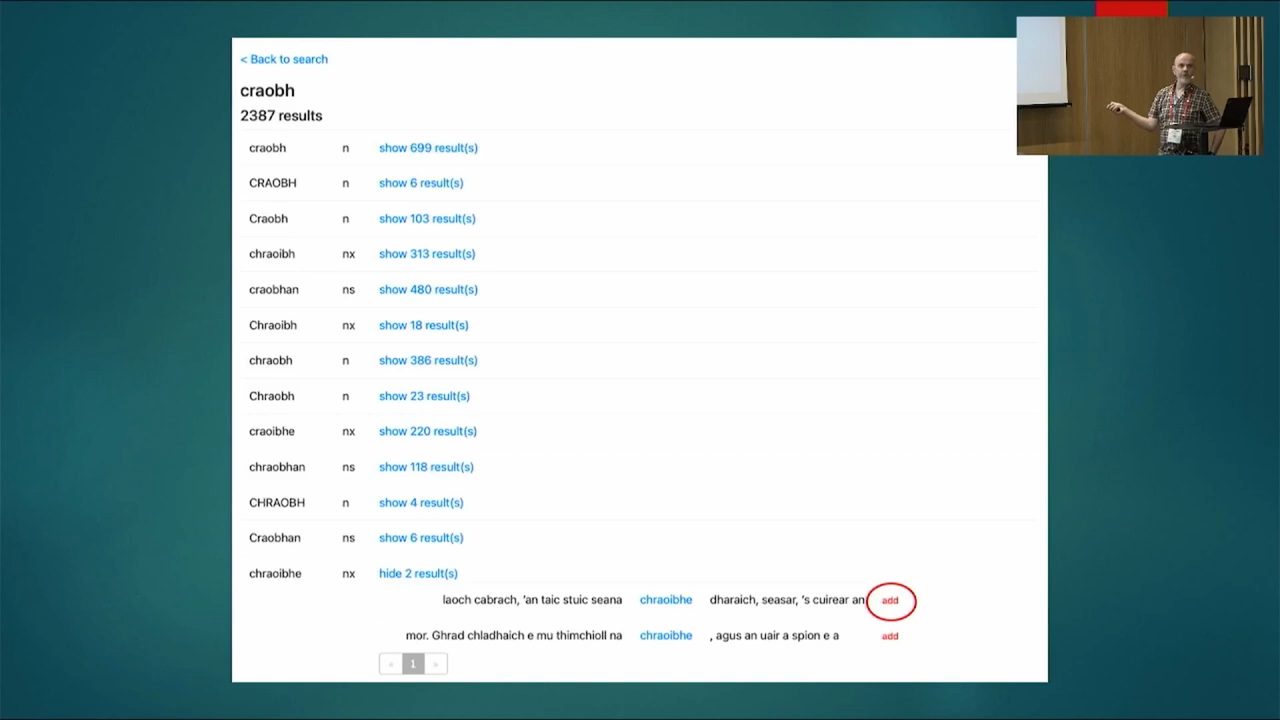 < Back to search
craobh
2387 results
craobh n show 699 result(s)
CRAOBH n show 6 result(s)
Craobh n show 103 result(s)
chraoibh nx show 313 result(s)
craobhan ns show 480 result(s)
Chraoibh nx show 18 result(s)
chraobh n show 386 result(s)
Chraobh n show 23 result(s)
craoibhe nx show 220 result(s)
chraobhan ns show 118 result(s)
CHRAOBH n show 4 result(s)
Craobhan ns show 6 result(s)
chraoibhe nx hide 2 result(s)
laoch cabrach, 'an taic stuic seana chraoibhe dharaich, seasar, 's cuirear an add
mor. Ghrad chladhaich e mu thimchioll na chraoibhe , agus an uair a spion e a add
« 1 »